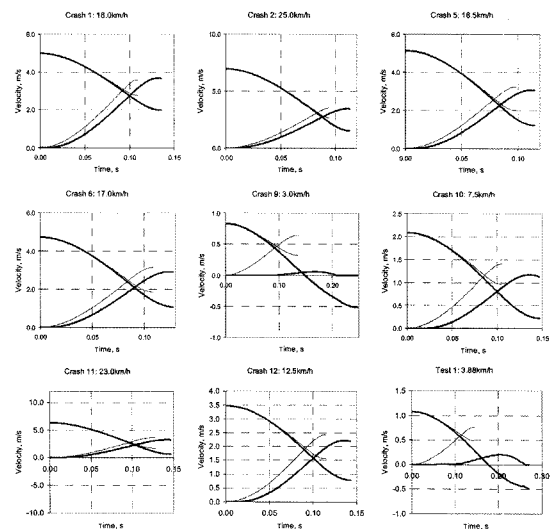 Crash 1: 18.0km/h
Crash 2: 25.0km/h
Crash 5: 18.5km/h
Velocity, m/s
6.0
4.0
2.0
0.0
0.00
0.05
0.10
0.15
Time, s
Velocity, m/s
10.0
5.0
0.00
0.05
0.10
Time, s
Velocity, m/s
6.0
4.0
2.0
0.00
0.05
0.10
Time, s
Crash 6: 17.0km/h
Crash 9: 3.0km/h
Crash 10: 7.5km/h
Velocity, m/s
6.0
4.0
2.0
0.0
0.00
0.05
0.10
Time, s
Velocity, m/s
1.0
0.5
0.0
-0.5
-1.0
0.00
0.10
0.20
Time, s
Velocity, m/s
2.5
2.0
1.5
1.0
0.5
0.0
0.00
0.05
0.10
0.15
Time, s
Crash 11: 23.0km/h
Crash 12: 12.5km/h
Test 1: 3.88km/h
Velocity, m/s
10.0
5.0
0.0
-5.0
-10.0
0.00
0.05
0.10
0.15
Time, s
Velocity, m/s
4.0
3.5
3.0
2.5
2.0
1.5
1.0
0.5
0.0
0.00
0.05
0.10
0.15
Time, s
Velocity, m/s
1.5
1.0
0.5
0.0
-0.5
-1.0
0.00
0.10
0.20
0.30
Time, s